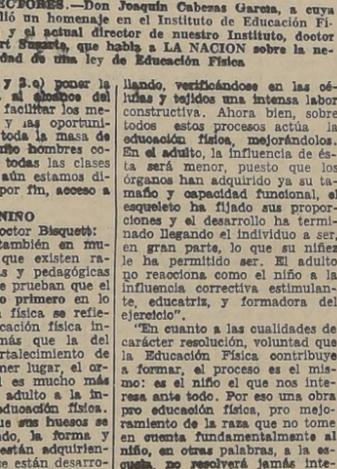 ECTORES.—Don Joaquín Cabezas García, a cuya
lló un homenaje en el Instituto de Educación Fí-
y el actual director de nuestro Instituto, doctor
que habla a LA NACION sobre la ne-
dad de una ley de Educación Física
y 2.o) poner la
al alcance del
facilitar los me-
y las oportuni-
toda la masa de
hombres co-
todas las clases
aún estamos di-
por fin, acceso a
NINO
octor Bisquett:
también en mu-
que existen ra-
s y pedagógicas
e prueban que el
o primero en lo
física se refie-
cación física in-
más que la del
ortalecimiento de
ner lugar, el or-
l es mucho más
adulto a la in-
educación física.
que sus huesos se
do, la forma y
están adquirien-
e están desarro-
llando, verificándose en las cé-
lulas y tejidos una intensa labor
constructiva. Ahora bien, sobre
todos estos procesos actúa la
educación física, mejorándolos.
En el adulto, la influencia de és-
ta será menor, puesto que los
órganos han adquirido ya su ta-
maño y capacidad funcional, el
esqueleto ha fijado sus propor-
ciones y el desarrollo ha termi-
nado llegando el individuo a ser,
en gran parte, lo que su niñez
le ha permitido ser. El adulto
no reacciona como el niño a la
influencia correctiva estimulan-
te, educatriz, y formadora del
ejercicio".
"En cuanto a las cualidades de
carácter resolución, voluntad que
la Educación Física contribuye
a formar, el proceso es el mis-
mo: es el niño el que nos inte-
resa ante todo. Por eso una obra
pro educación física, pro mejo-
ramiento de la raza que no tome
en cuenta fundamentalmente al
niño, en otras palabras, a la es-
cuela, no resolverá jamás inte-